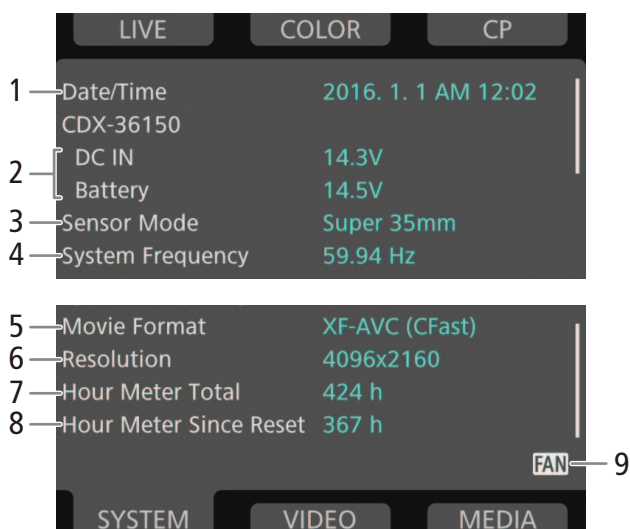 LIVE COLOR CP
1 Date/Time 2016. 1. 1 AM 12:02
CDX-36150
2 DC IN 14.3V
Battery 14.5V
3 Sensor Mode Super 35mm
4 System Frequency 59.94 Hz
5 Movie Format XF-AVC (CFast)
6 Resolution 4096x2160
7 Hour Meter Total 424 h
8 Hour Meter Since Reset 367 h
FAN 9
SYSTEM VIDEO MEDIA